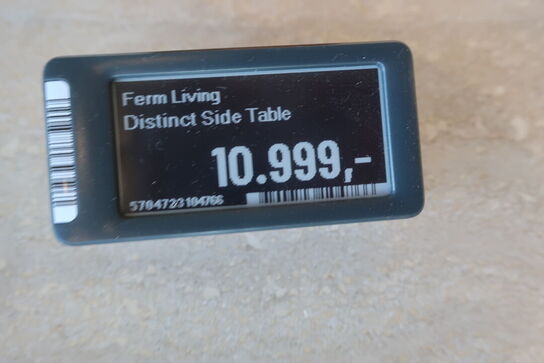 Ferm Living
Distinct Side Table
10.999,-
5704723104766